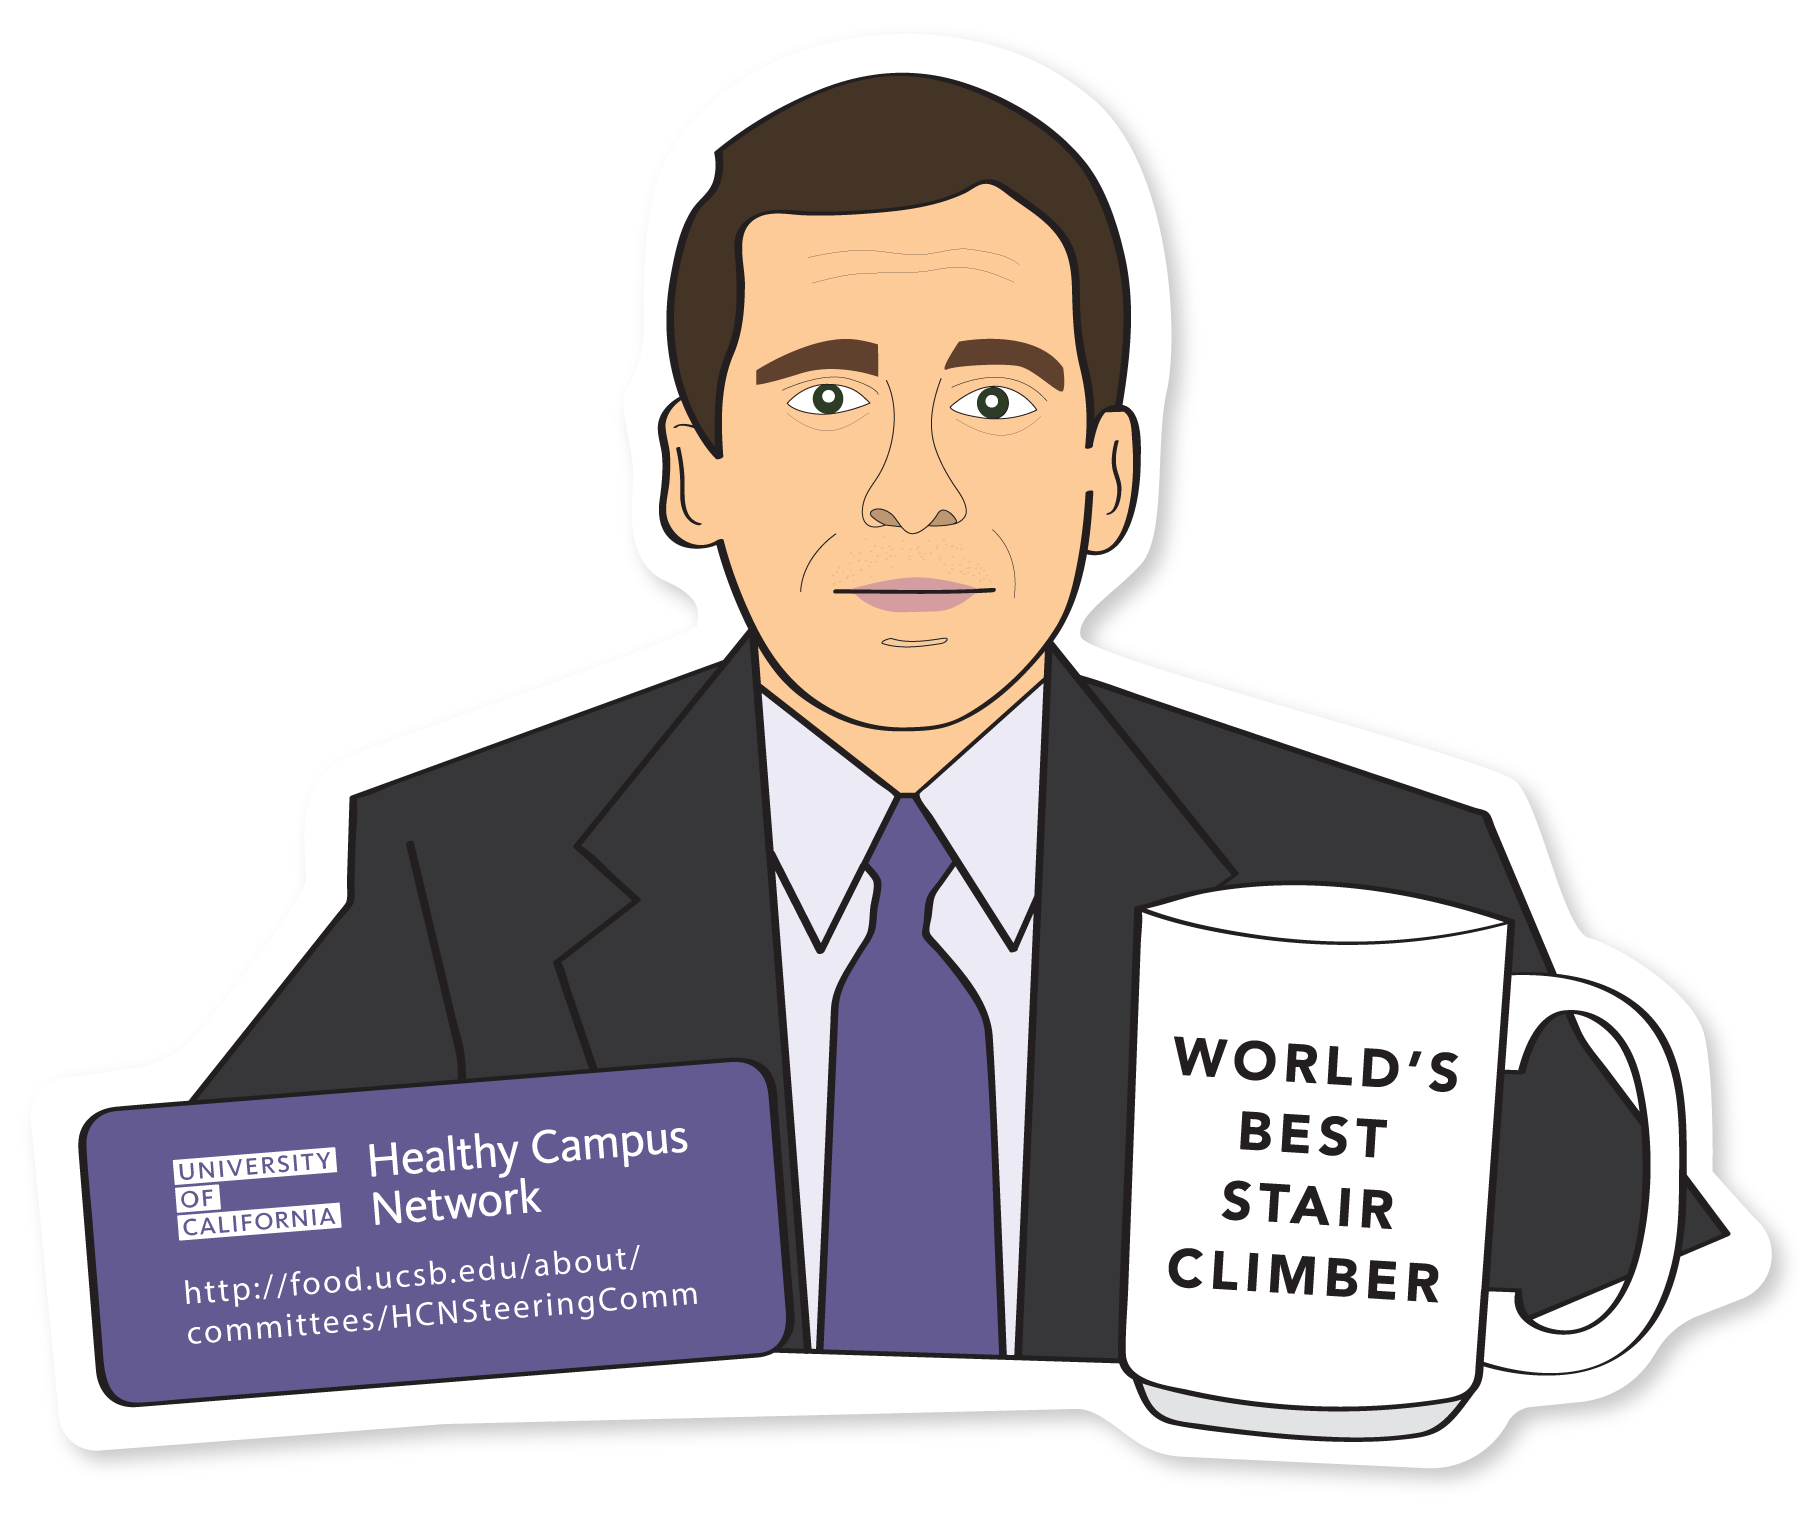 UNIVERSITY
OF
CALIFORNIA
Healthy Campus
Network
http://food.ucsb.edu/about/
committees/HCNSteeringComm
WORLD’S
BEST
STAIR
CLIMBER